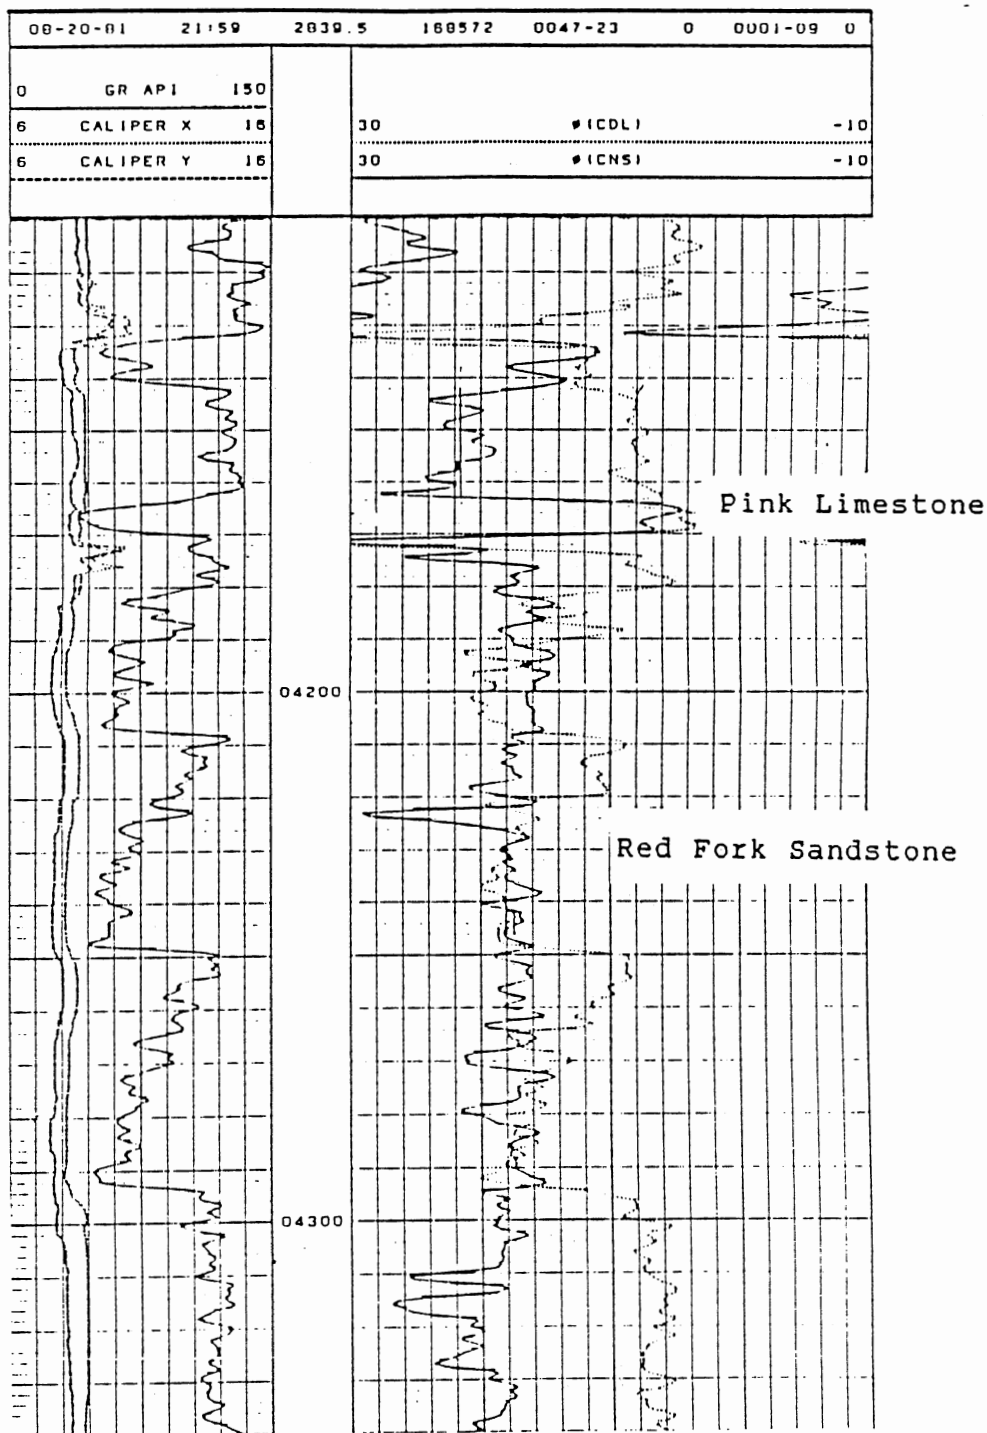 08-20-81 21:59 2839.5 168572 0047-23 0 0001-09 0
0 GR API 150
6 CALIPER X 16 30 ø(CDL) -10
6 CALIPER Y 16 30 ø(CNS) -10
Pink Limestone
04200
Red Fork Sandstone
04300